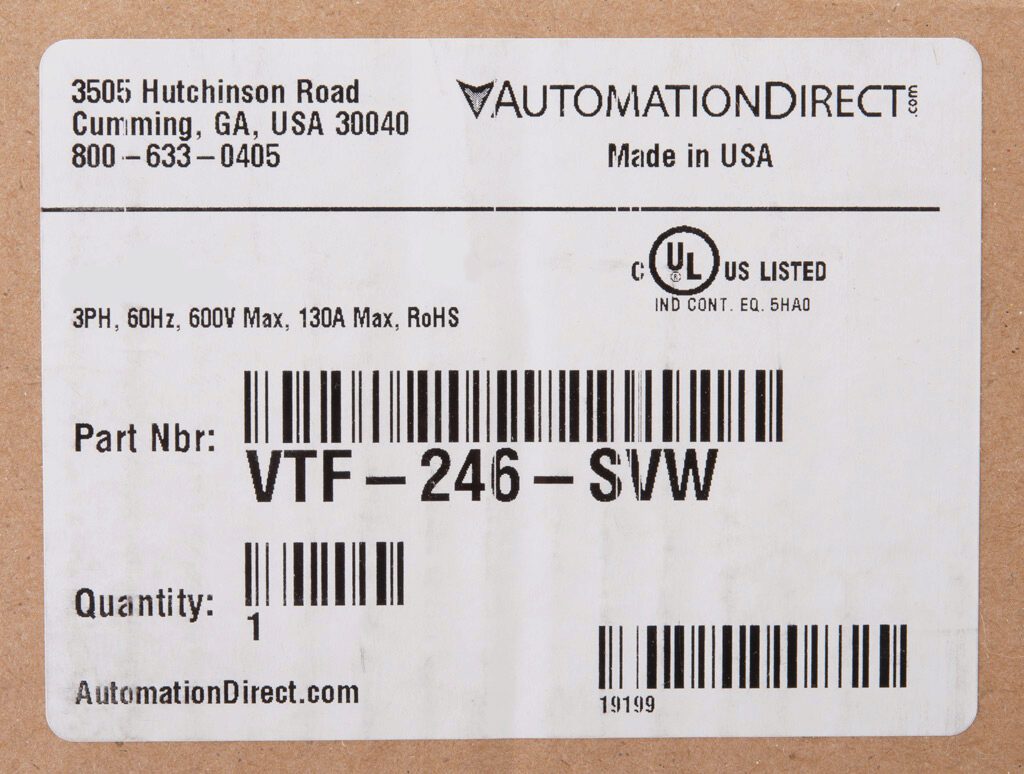 3505 Hutchinson Road
Cumming, GA, USA 30040
800-633-0405
AUTOMATIONDIRECT.com
Made in USA
C UL ® US LISTED
IND CONT. EQ. 5HA0
3PH, 60Hz, 600V Max, 130A Max, RoHS
Part Nbr:
VTF-246-SVW
Quantity:
1
AutomationDirect.com
19199